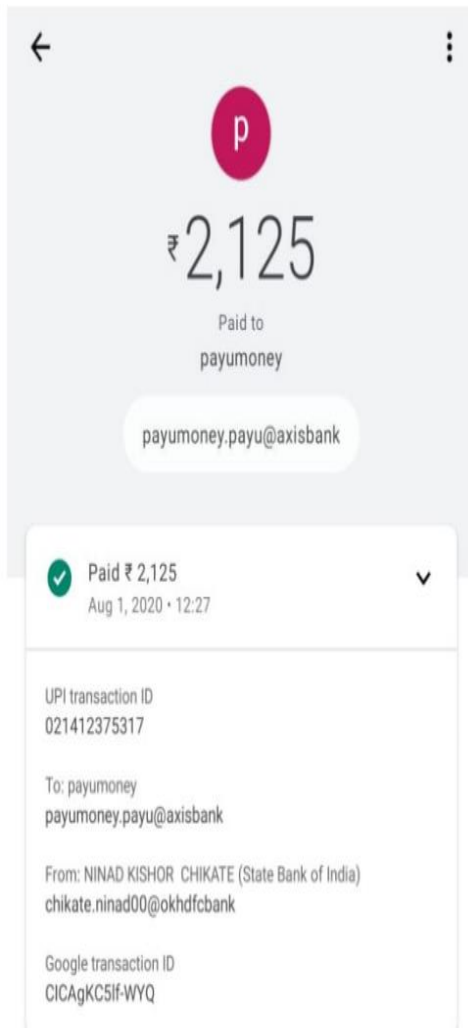 p
₹2,125
Paid to
payumoney
payumoney.payu@axisbank
Paid ₹ 2,125
Aug 1, 2020 • 12:27
UPI transaction ID
021412375317
To: payumoney
payumoney.payu@axisbank
From: NINAD KISHOR CHIKATE (State Bank of India)
chikate.ninad00@okhdfcbank
Google transaction ID
CICAgKC5If-WYQ